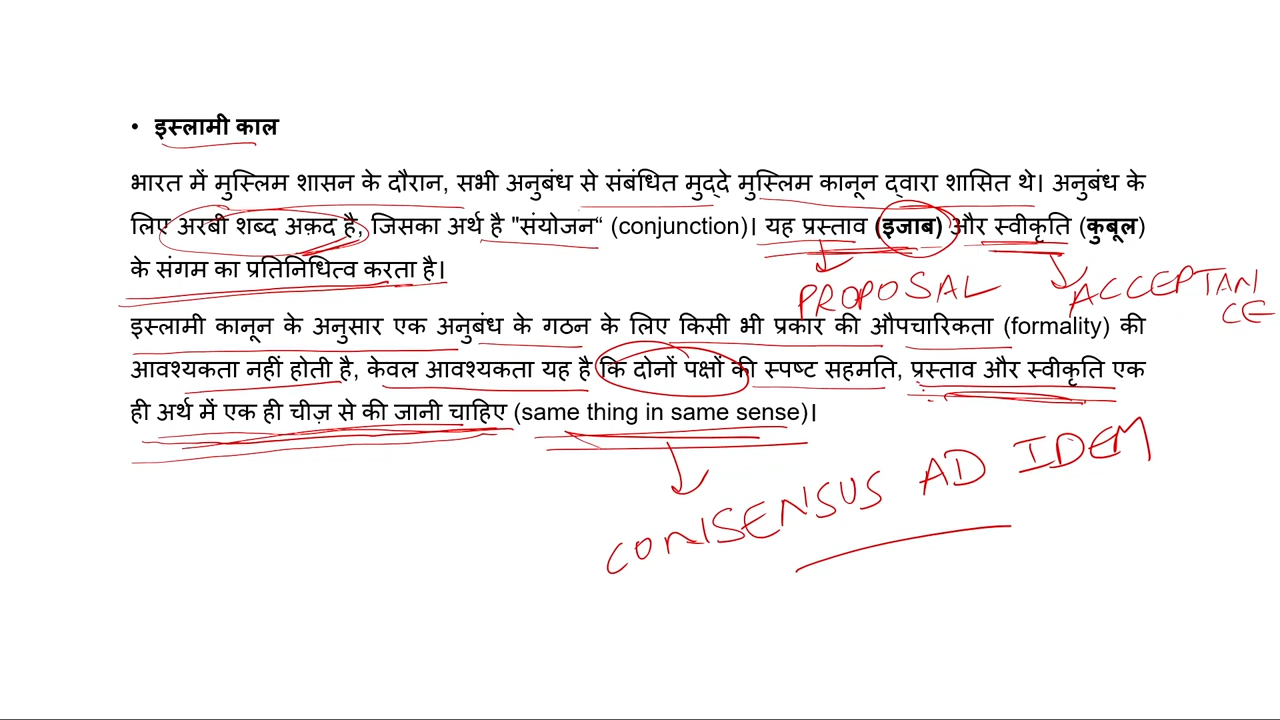 • इस्लामी काल
भारत में मुस्लिम शासन के दौरान, सभी अनुबंध से संबंधित मुद्दे मुस्लिम कानून द्वारा शासित थे। अनुबंध के
लिए अरबी शब्द अक़द है, जिसका अर्थ है "संयोजन“ (conjunction)। यह प्रस्ताव (इजाब) और स्वीकृति (कुबूल)
के संगम का प्रतिनिधित्व करता है।
PROPOSAL
ACCEPTAN
CE
इस्लामी कानून के अनुसार एक अनुबंध के गठन के लिए किसी भी प्रकार की औपचारिकता (formality) की
आवश्यकता नहीं होती है, केवल आवश्यकता यह है कि दोनों पक्षों की स्पष्ट सहमति, प्रस्ताव और स्वीकृति एक
ही अर्थ में एक ही चीज़ से की जानी चाहिए (same thing in same sense)।
CONSENSUS AD IDEM